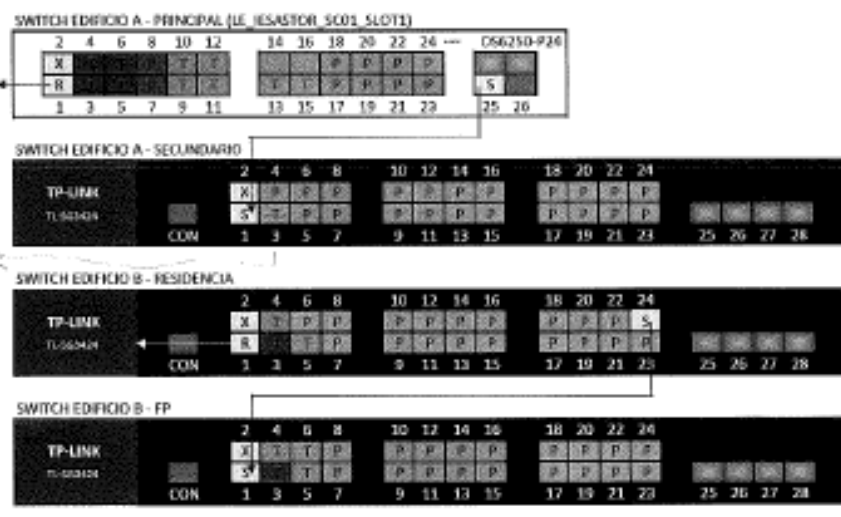 SWITCH EDIFICIO A - PRINCIPAL (LE_IESASTOR_SC01_SLOT1)
2 4 6 8 10 12 14 16 18 20 22 24 --- DS6250-P24
X T T P P P P
R T X T T P P P P S
1 3 5 7 9 11 13 15 17 19 21 23 25 26
SWITCH EDIFICIO A - SECUNDARIO
2 4 6 8 10 12 14 16 18 20 22 24
TP-LINK X P P P P P P P P P P P
TL-SG3424 S T P P P P P P P P P P
CON 1 3 5 7 9 11 13 15 17 19 21 23 25 26 27 28
SWITCH EDIFICIO B - RESIDENCIA
2 4 6 8 10 12 14 16 18 20 22 24
TP-LINK X T P P P P P P P P P S
TL-SG3424 R T P P P P P P P P P
CON 1 3 5 7 9 11 13 15 17 19 21 23 25 26 27 28
SWITCH EDIFICIO B - FP
2 4 6 8 10 12 14 16 18 20 22 24
TP-LINK X T T P P P P P P P P P
TL-SG3424 S T P P P P P P P P P
CON 1 3 5 7 9 11 13 15 17 19 21 23 25 26 27 28